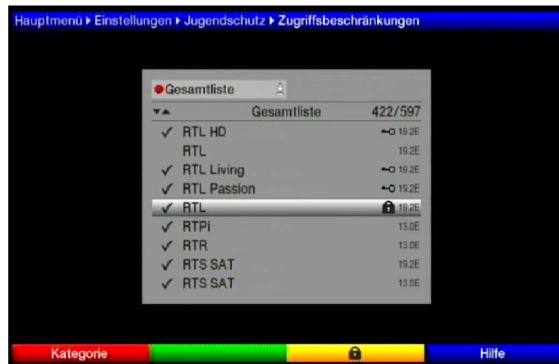 Hauptmenü Einstellungen Jugendschutz Zugriffsbeschränkungen
Gesamtliste
Gesamtliste 422/597
RTL HD 19.2E
RTL 19.2E
RTL Living 19.2E
RTL Passion 19.2E
RTL 19.2E
RTPi 13.0E
RTR 13.0E
RTS SAT 19.2E
RTS SAT 13.0E
Kategorie Hilfe